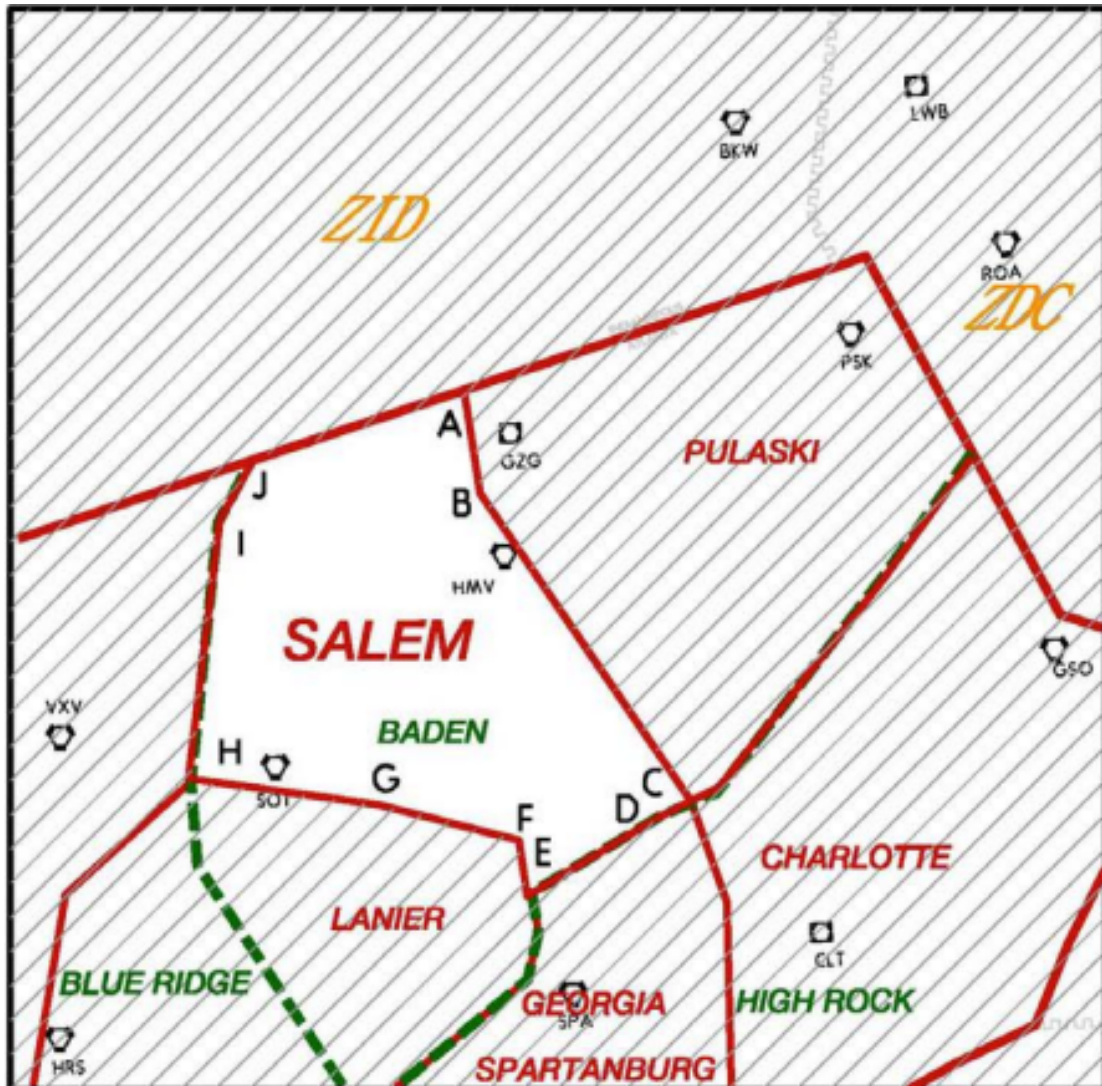 LWB
BKW
ZID
ROA
ZDC
PSK
A
GZG
PULASKI
J
B
I
HMV
SALEM
GSO
VXV
BADEN
H
G
C
SOT
D
F
E
CHARLOTTE
LANIER
CLT
BLUE RIDGE
GEORGIA
HIGH ROCK
SPA
HRS
SPARTANBURG